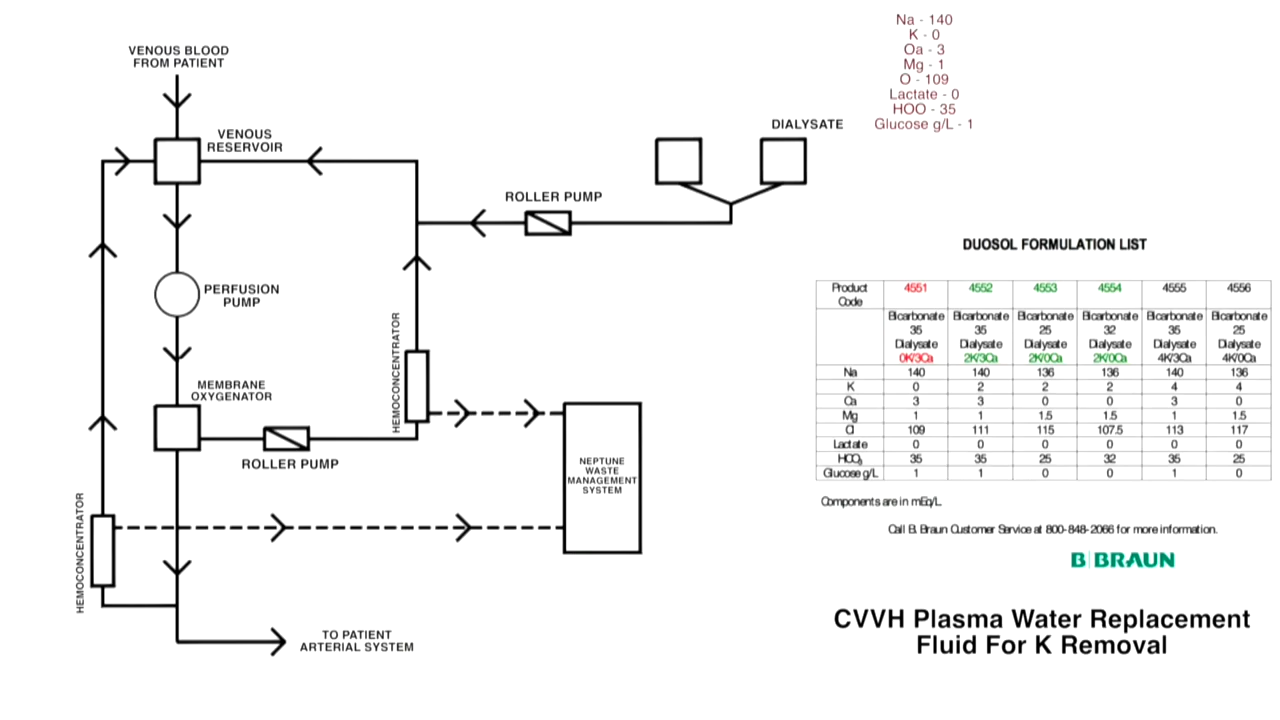 Na - 140
K - 0
Oa - 3
Mg - 1
O - 109
Lactate - 0
HOO - 35
Glucose g/L - 1
VENOUS BLOOD
FROM PATIENT
VENOUS
RESERVOIR
DIALYSATE
ROLLER PUMP
PERFUSION
PUMP
HEMOCONCENTRATOR
MEMBRANE
OXYGENATOR
ROLLER PUMP
NEPTUNE
WASTE
MANAGEMENT
SYSTEM
HEMOCONCENTRATOR
TO PATIENT
ARTERIAL SYSTEM
DUOSOL FORMULATION LIST
Product Code 4551 4552 4553 4554 4555 4556
Bicarbonate Bicarbonate Bicarbonate Bicarbonate Bicarbonate Bicarbonate
35 35 25 32 35 25
Dialysate Dialysate Dialysate Dialysate Dialysate Dialysate
0K/3Ca 2K/3Ca 2K/0Ca 2K/0Ca 4K/3Ca 4K/0Ca
Na 140 140 136 136 140 136
K 0 2 2 2 4 4
Ca 3 3 0 0 3 0
Mg 1 1 1.5 1.5 1 1.5
Cl 109 111 115 107.5 113 117
Lactate 0 0 0 0 0 0
HCO₃ 35 35 25 32 35 25
Glucose g/L 1 1 0 0 1 0
Components are in mEq/L
Call B. Braun Customer Service at 800-848-2066 for more information.
B BRAUN
CVVH Plasma Water Replacement
Fluid For K Removal